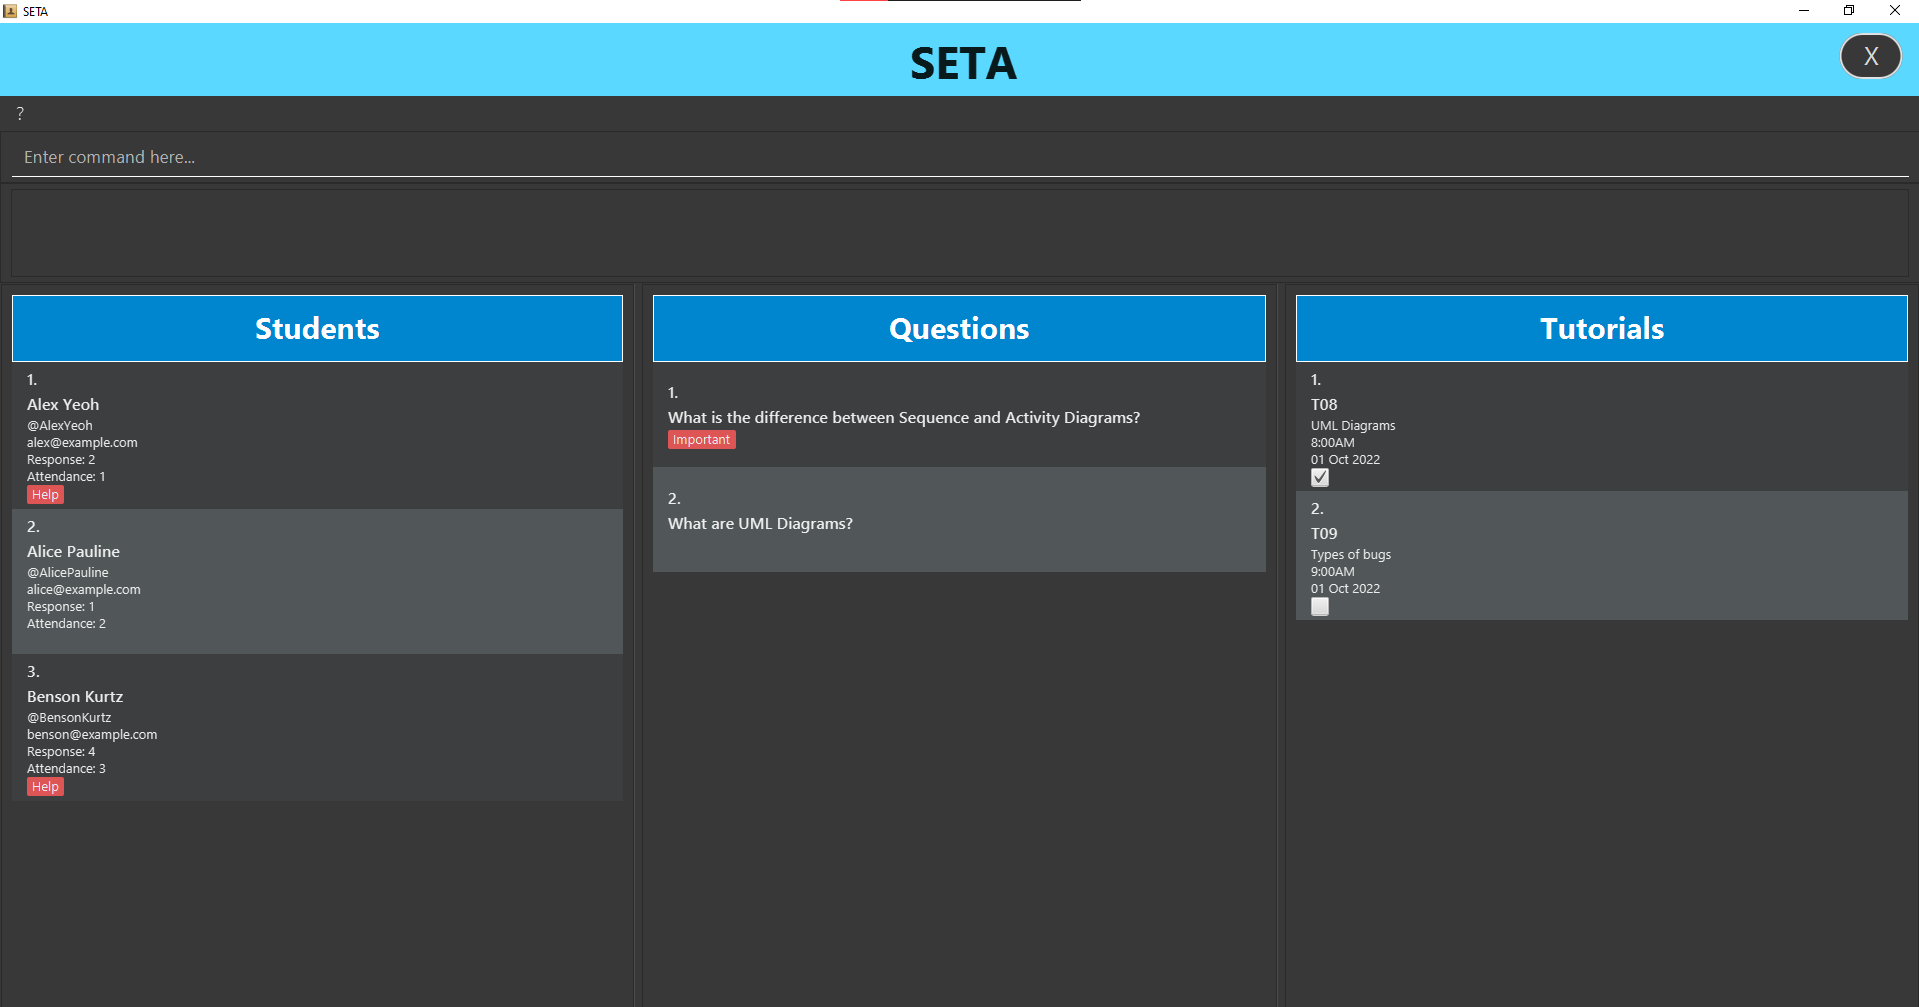 SETA
SETA
X
?
Enter command here...
Students
1.
Alex Yeoh
@AlexYeoh
alex@example.com
Response: 2
Attendance: 1
Help
2.
Alice Pauline
@AlicePauline
alice@example.com
Response: 1
Attendance: 2
3.
Benson Kurtz
@BensonKurtz
benson@example.com
Response: 4
Attendance: 3
Help
Questions
1.
What is the difference between Sequence and Activity Diagrams?
Important
2.
What are UML Diagrams?
Tutorials
1.
T08
UML Diagrams
8:00AM
01 Oct 2022
2.
T09
Types of bugs
9:00AM
01 Oct 2022